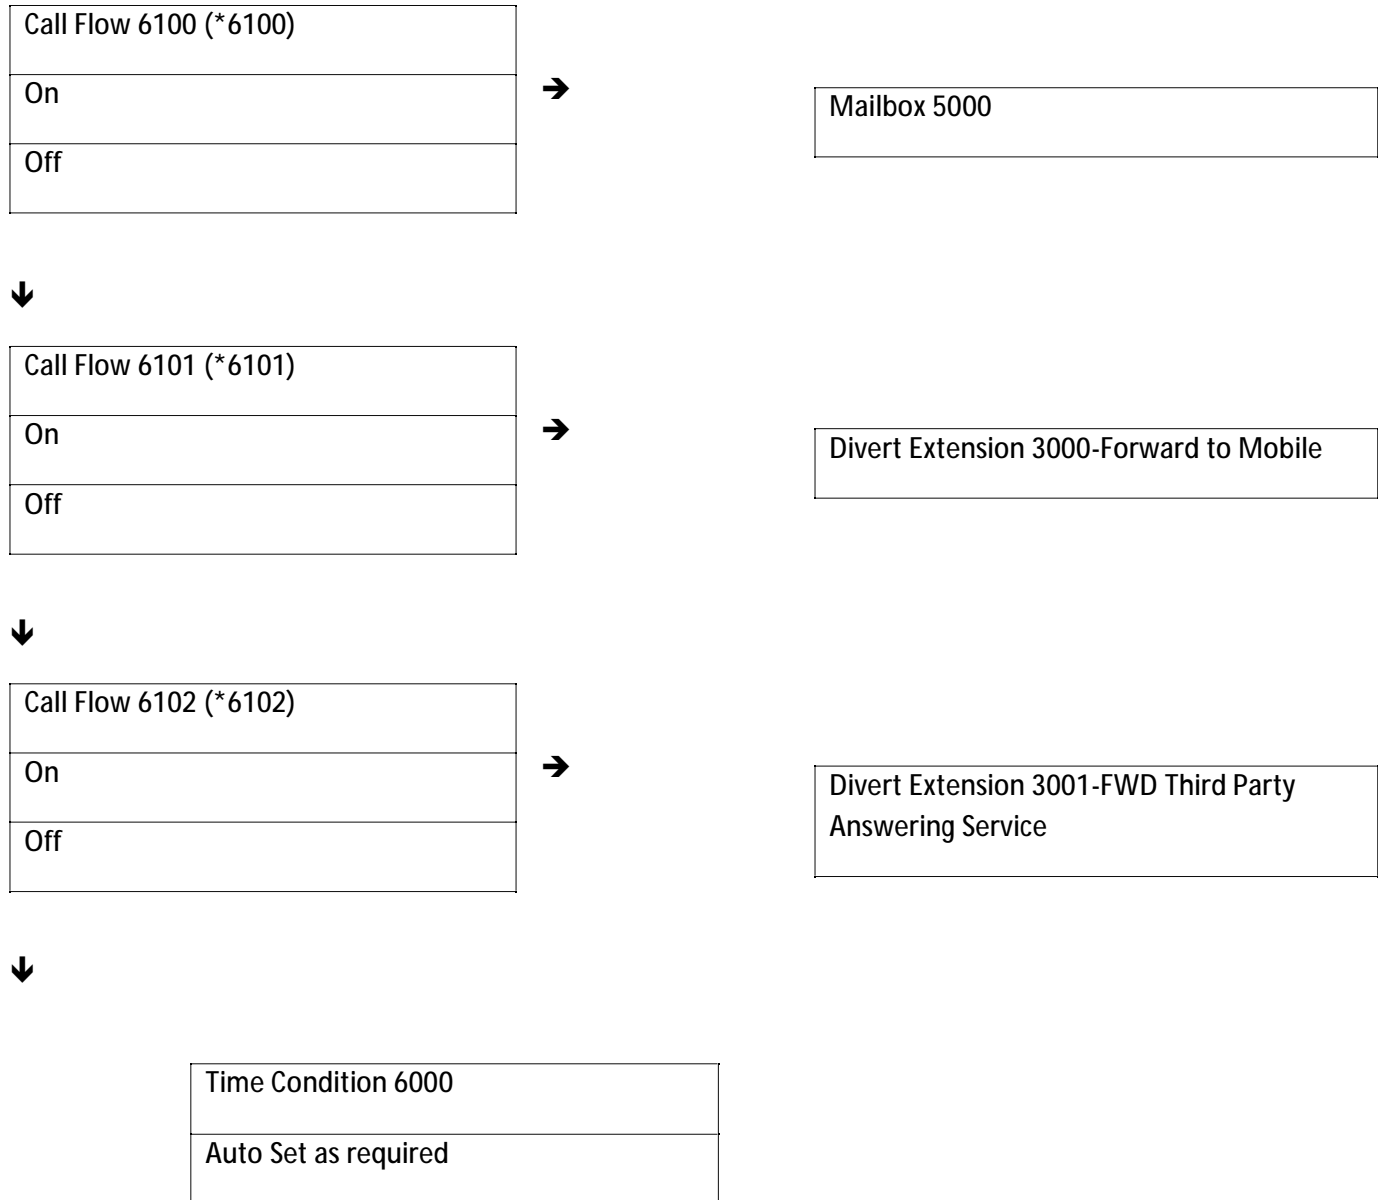 Call Flow 6100 (*6100)
On
➔
Mailbox 5000
Off
🡫
Call Flow 6101 (*6101)
On
➔
Divert Extension 3000-Forward to Mobile
Off
🡫
Call Flow 6102 (*6102)
On
➔
Divert Extension 3001-FWD Third Party
Answering Service
Off
🡫
Time Condition 6000
Auto Set as required